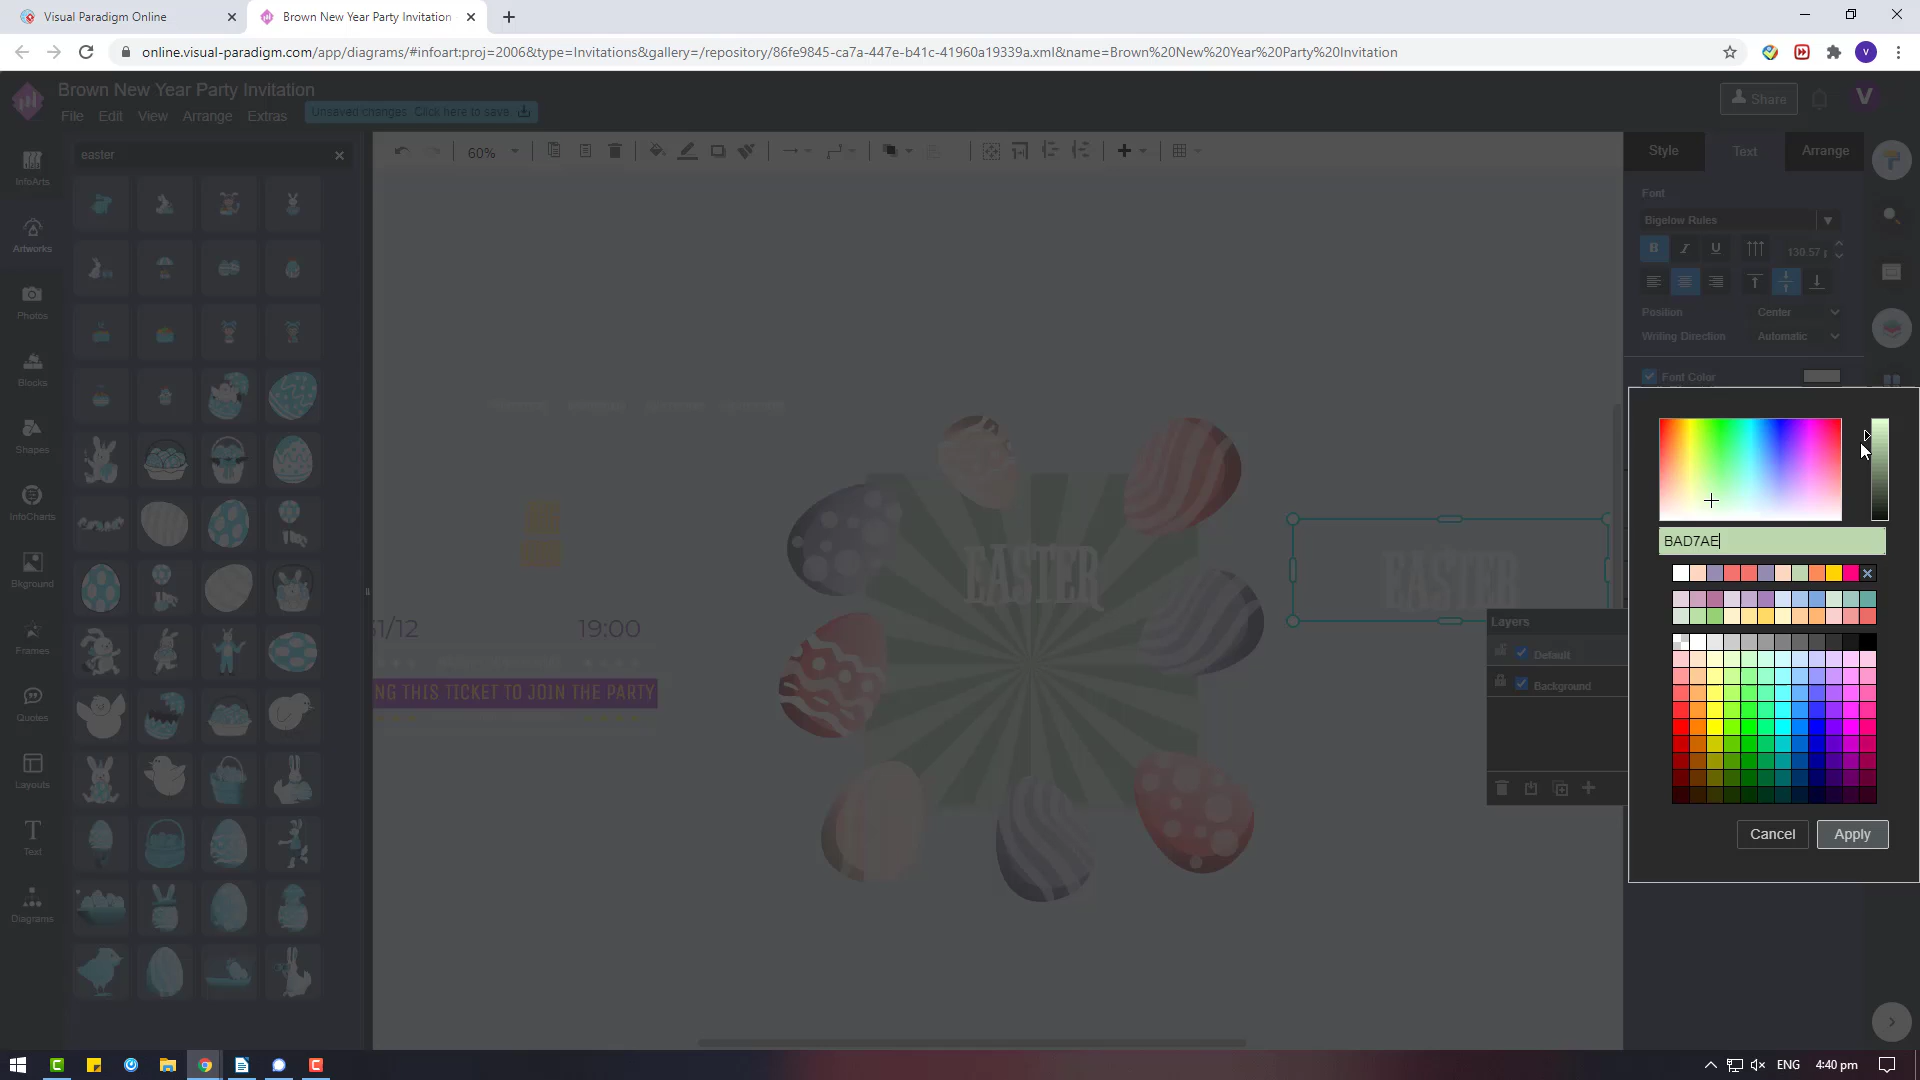 Visual Paradigm Online
Brown New Year Party Invitation
online.visual-paradigm.com/app/diagrams/#infoart:proj=2006&type=Invitations&gallery=/repository/86fe9845-ca7a-447e-b41c-41960a19339a.xml&name=Brown%20New%20Year%20Party%20Invitation
V
Brown New Year Party Invitation
File Edit View Arrange Extras
Unsaved changes. Click here to save
Share
V
easter
60%
Style
Text
Arrange
InfoArts
Artworks
Photos
Blocks
Shapes
InfoCharts
Bkground
Frames
Quotes
Layouts
Text
Diagrams
Font
Bigelow Rules
B I U
130.57
Position Center
Writing Direction Automatic
Font Color
BAD7AE
Cancel Apply
EASTER
EASTER
31/12 19:00
NG THIS TICKET TO JOIN THE PARTY
Layers
Default
Background
ENG 4:40 pm